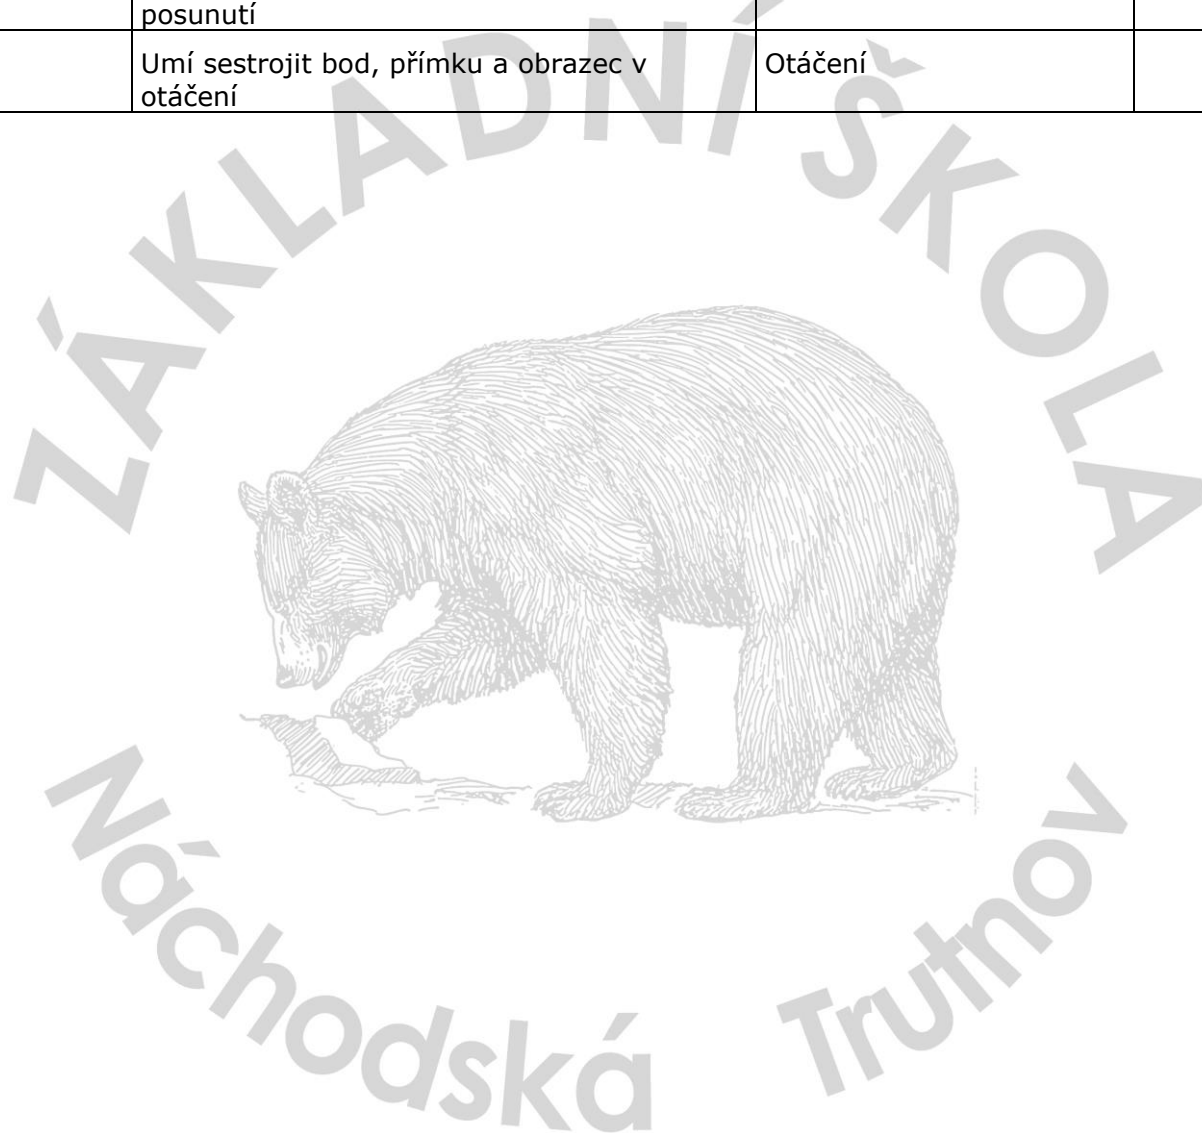 posunutí
Umí sestrojit bod, přímku a obrazec v
otáčení
Otáčení
ZÁKLADNÍ ŠKOLA
Náchodská Trutnov